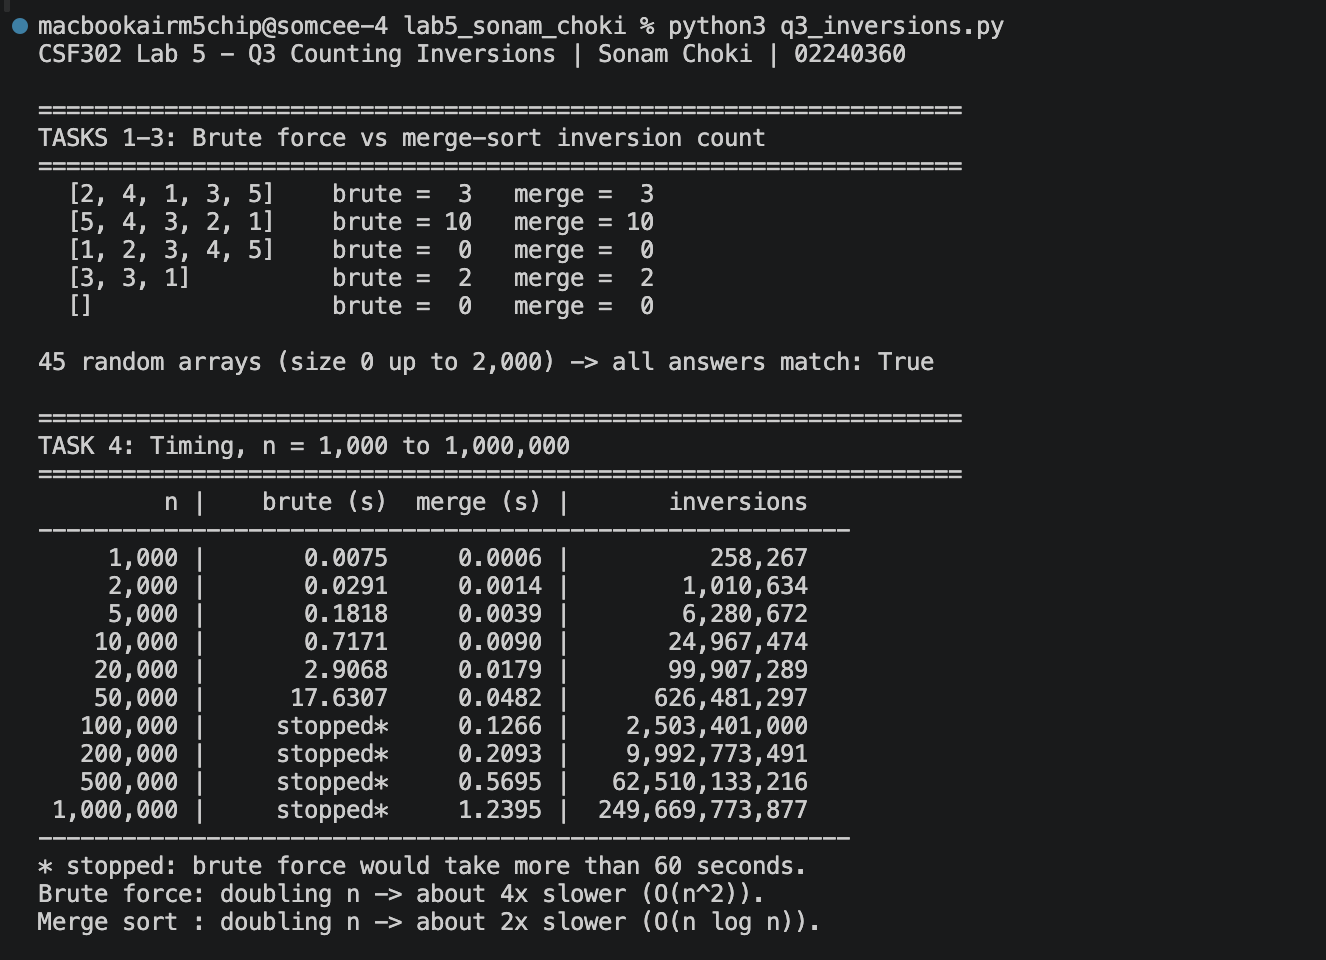 macbookairm5chip@somcee-4 lab5_sonam_choki % python3 q3_inversions.py
CSF302 Lab 5 - Q3 Counting Inversions | Sonam Choki | 02240360
==================================================================
TASKS 1-3: Brute force vs merge-sort inversion count
==================================================================
[2, 4, 1, 3, 5]    brute =  3   merge =  3
[5, 4, 3, 2, 1]    brute = 10   merge = 10
[1, 2, 3, 4, 5]    brute =  0   merge =  0
[3, 3, 1]          brute =  2   merge =  2
[]                 brute =  0   merge =  0
45 random arrays (size 0 up to 2,000) -> all answers match: True
==================================================================
TASK 4: Timing, n = 1,000 to 1,000,000
==================================================================
         n |    brute (s)  merge (s) |       inversions
----------------------------------------------------------
     1,000 |       0.0075     0.0006 |          258,267
     2,000 |       0.0291     0.0014 |        1,010,634
     5,000 |       0.1818     0.0039 |        6,280,672
    10,000 |       0.7171     0.0090 |       24,967,474
    20,000 |       2.9068     0.0179 |       99,907,289
    50,000 |      17.6307     0.0482 |      626,481,297
   100,000 |     stopped*     0.1266 |    2,503,401,000
   200,000 |     stopped*     0.2093 |    9,992,773,491
   500,000 |     stopped*     0.5695 |   62,510,133,216
 1,000,000 |     stopped*     1.2395 |  249,669,773,877
----------------------------------------------------------
* stopped: brute force would take more than 60 seconds.
Brute force: doubling n -> about 4x slower (O(n^2)).
Merge sort : doubling n -> about 2x slower (O(n log n)).